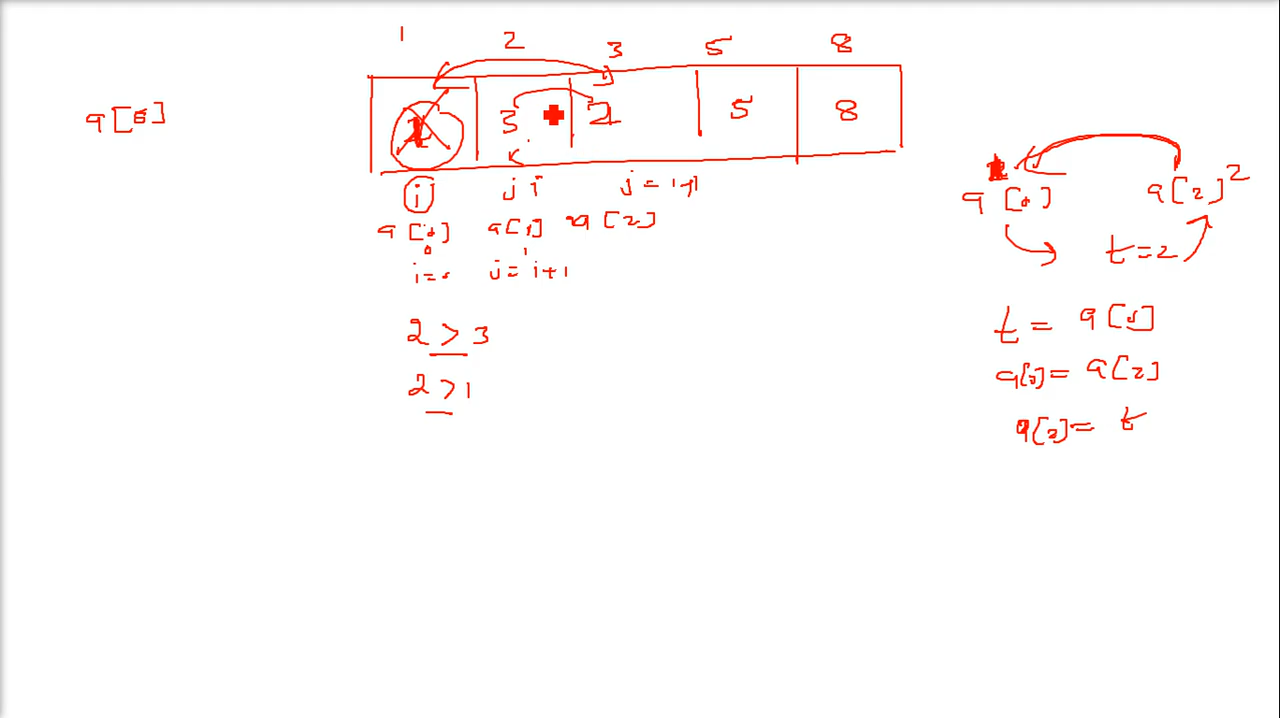 1 2 3 5 8
a[5] 3 2 5 8
i j i j = i+1
a[0] a[1] a[2]
i=0 j= i+1
2 > 3
2 > 1
a[0] a[2] 2
t=2
t = a[0]
a[0]= a[2]
a[2]= t